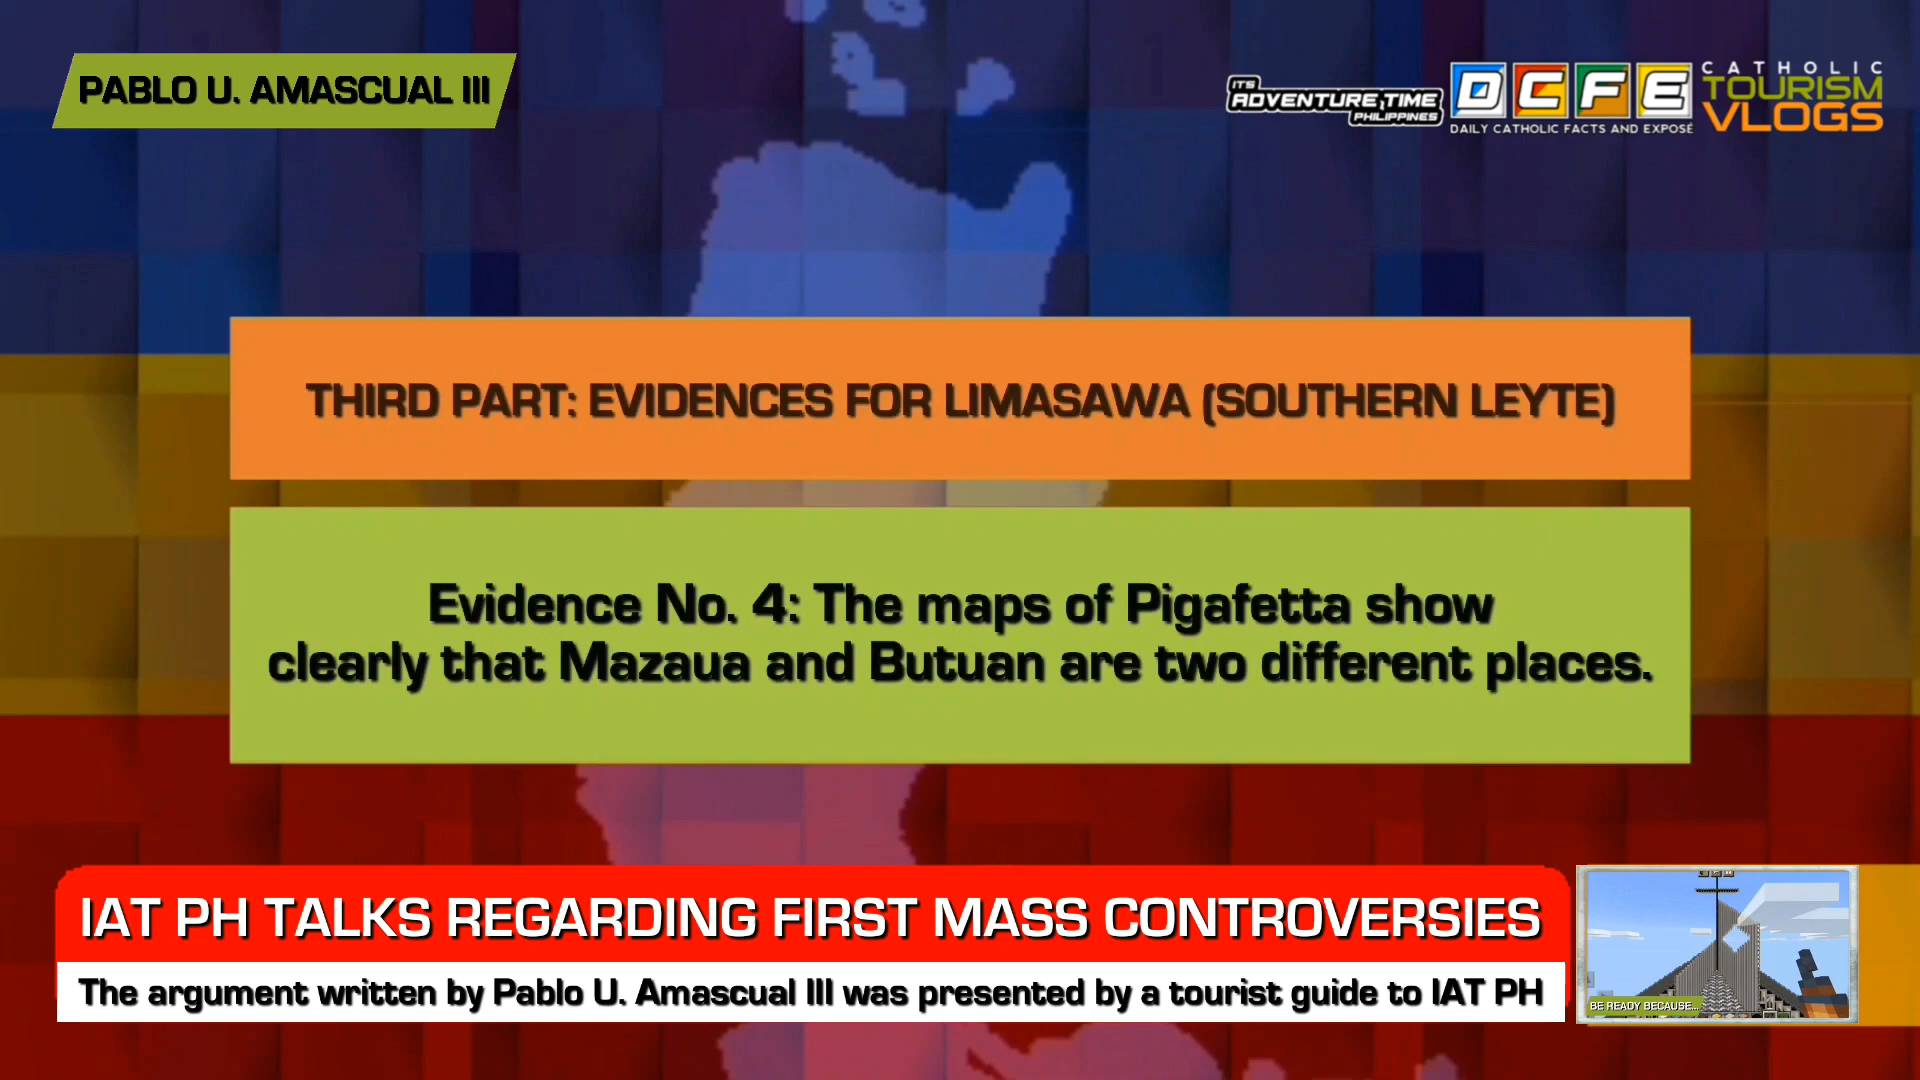 PABLO U. AMASCUAL III
IT'S
ADVENTURE TIME
PHILIPPINES
DCFE
DAILY CATHOLIC FACTS AND EXPOSÉ
CATHOLIC
TOURISM
VLOGS
THIRD PART: EVIDENCES FOR LIMASAWA (SOUTHERN LEYTE)
Evidence No. 4: The maps of Pigafetta show
clearly that Mazaua and Butuan are two different places.
IAT PH TALKS REGARDING FIRST MASS CONTROVERSIES
The argument written by Pablo U. Amascual III was presented by a tourist guide to IAT PH
BE READY BECAUSE...